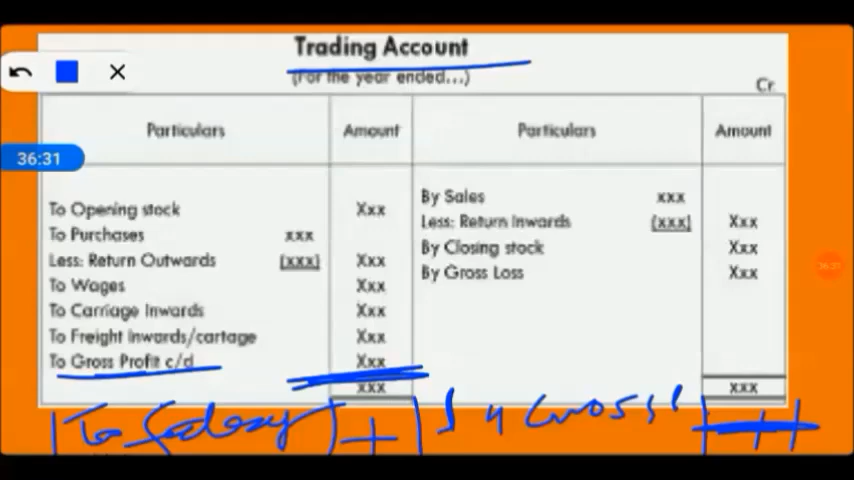 Trading Account
(For the year ended...)
Cr
Particulars Amount Particulars Amount
36:31
To Opening stock Xxx
To Purchases xxx
Less: Return Outwards (xxx) Xxx
To Wages Xxx
To Carriage Inwards Xxx
To Freight inwards/cartage Xxx
To Gross Profit c/d Xxx
xxx
By Sales xxx
Less: Return Inwards (xxx) Xxx
By Closing stock Xxx
By Gross Loss Xxx
xxx
To Salary